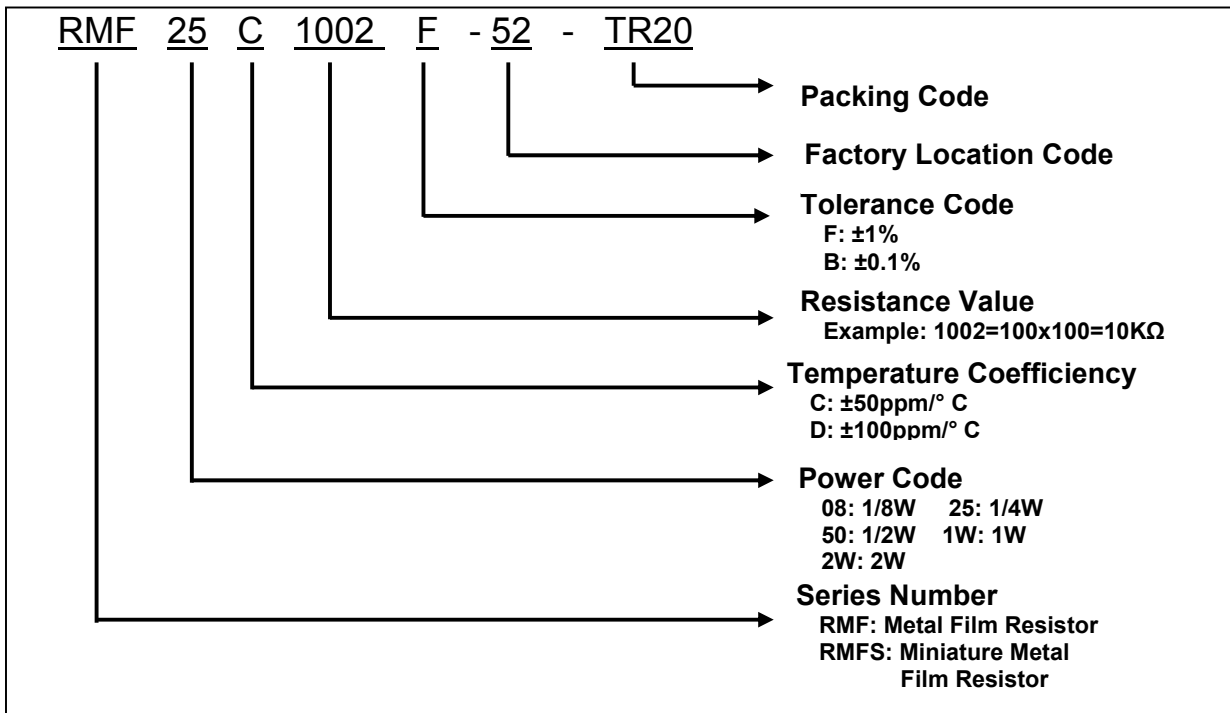 RMF 25 C 1002 F - 52 - TR20
Packing Code
Factory Location Code
Tolerance Code
F: ±1%
B: ±0.1%
Resistance Value
Example: 1002=100x100=10KΩ
Temperature Coefficiency
C: ±50ppm/° C
D: ±100ppm/° C
Power Code
08: 1/8W 25: 1/4W
50: 1/2W 1W: 1W
2W: 2W
Series Number
RMF: Metal Film Resistor
RMFS: Miniature Metal
Film Resistor